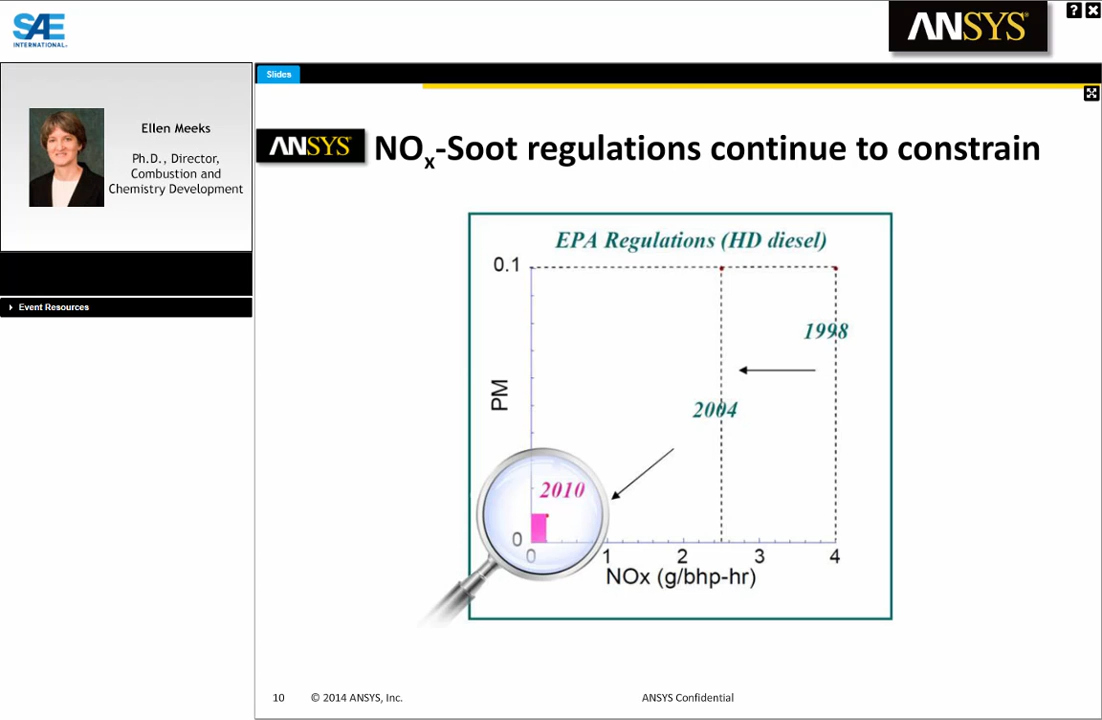 SAE
INTERNATIONAL®
ANSYS®
?
Slides
Ellen Meeks
Ph.D., Director,
Combustion and
Chemistry Development
Event Resources
ANSYS® NOx-Soot regulations continue to constrain
EPA Regulations (HD diesel)
0.1
1998
PM
2004
2010
0
0 1 2 3 4
NOx (g/bhp-hr)
10 © 2014 ANSYS, Inc. ANSYS Confidential